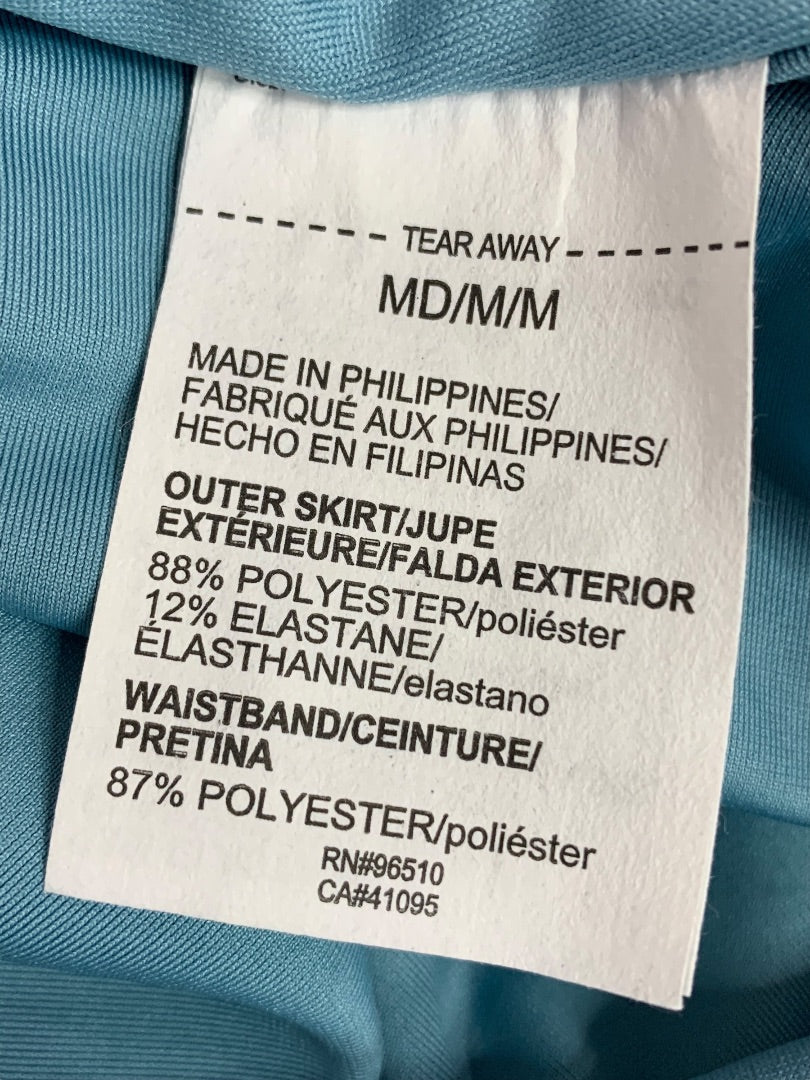 - - - - - - - TEAR AWAY - - - - - - -
MD/M/M
MADE IN PHILIPPINES/
FABRIQUÉ AUX PHILIPPINES/
HECHO EN FILIPINAS
OUTER SKIRT/JUPE
EXTÉRIEURE/FALDA EXTERIOR
88% POLYESTER/poliéster
12% ELASTANE/
ÉLASTHANNE/elastano
WAISTBAND/CEINTURE/
PRETINA
87% POLYESTER/poliéster
RN#96510
CA#41095